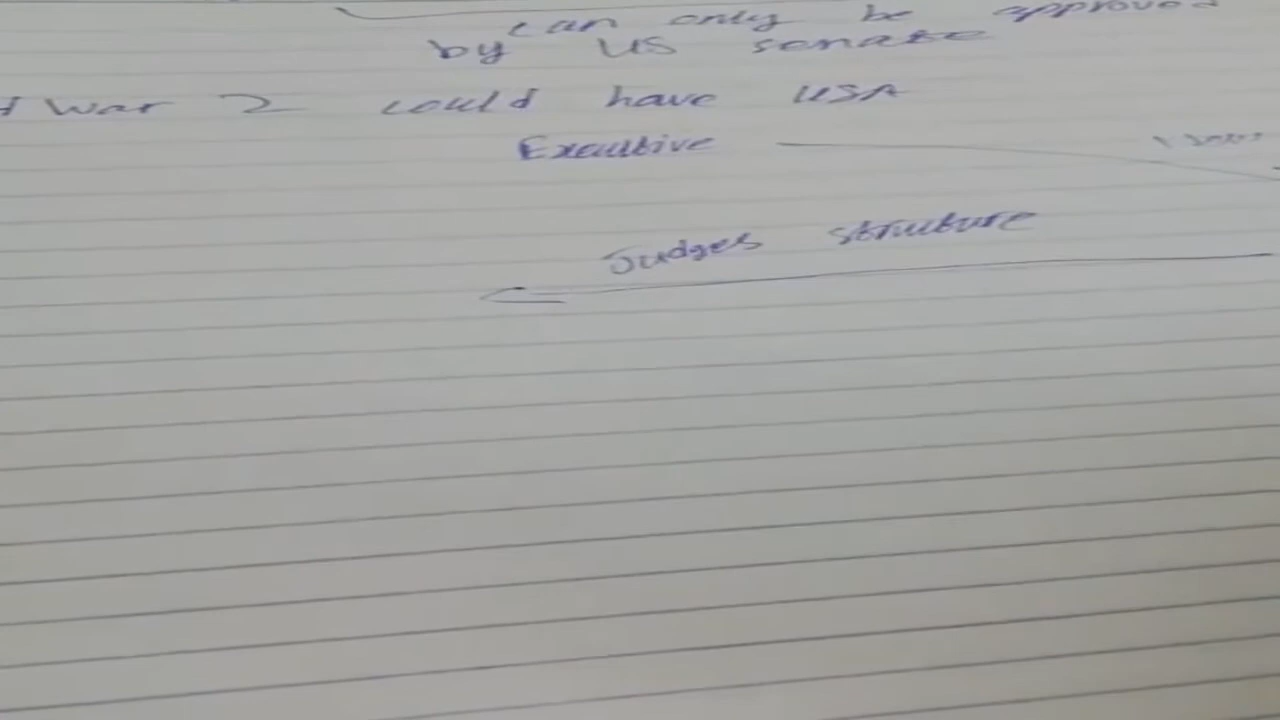 can only be approved
by US senate
War 2 could have USA
Executive
Judges structure